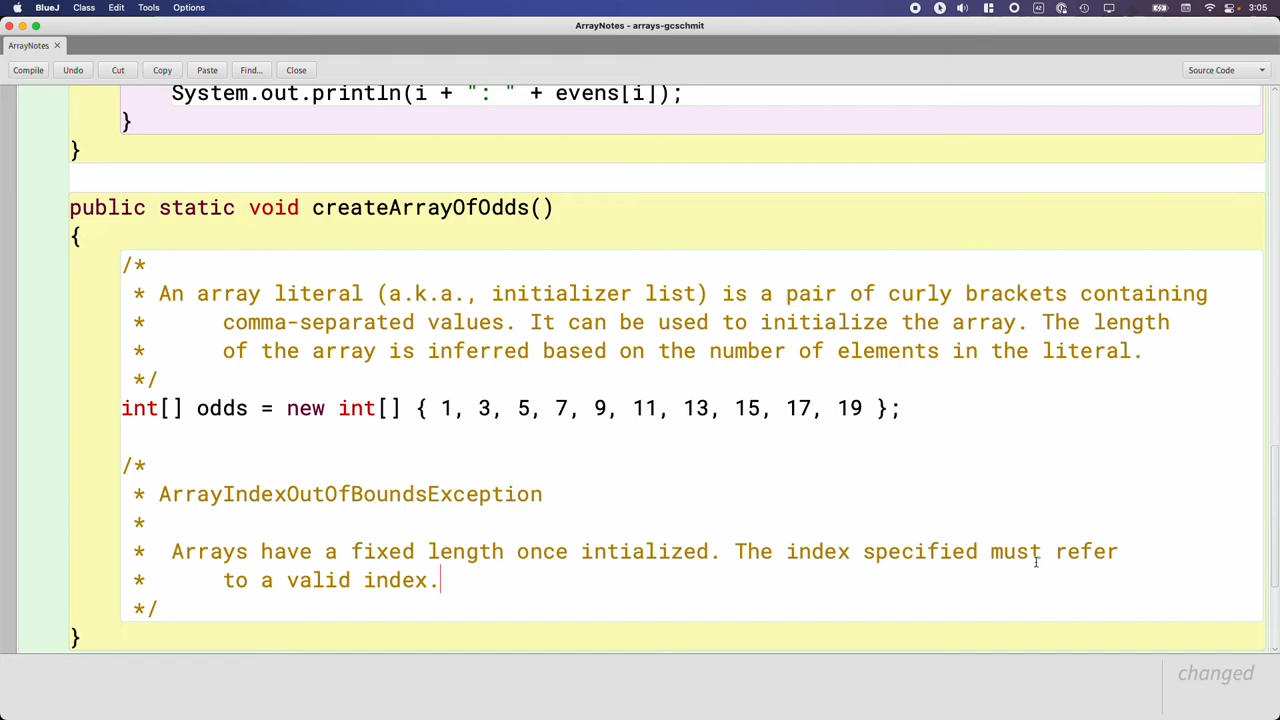 BlueJ Class Edit Tools Options 42 3:05
ArrayNotes - arrays-gcschmit
ArrayNotes ×
Compile Undo Cut Copy Paste Find... Close Source Code
System.out.println(i + ": " + evens[i]);
}
}
public static void createArrayOfOdds()
{
/*
* An array literal (a.k.a., initializer list) is a pair of curly brackets containing
* comma-separated values. It can be used to initialize the array. The length
* of the array is inferred based on the number of elements in the literal.
*/
int[] odds = new int[] { 1, 3, 5, 7, 9, 11, 13, 15, 17, 19 };
/*
* ArrayIndexOutOfBoundsException
*
* Arrays have a fixed length once intialized. The index specified must refer
* to a valid index.
*/
}
changed